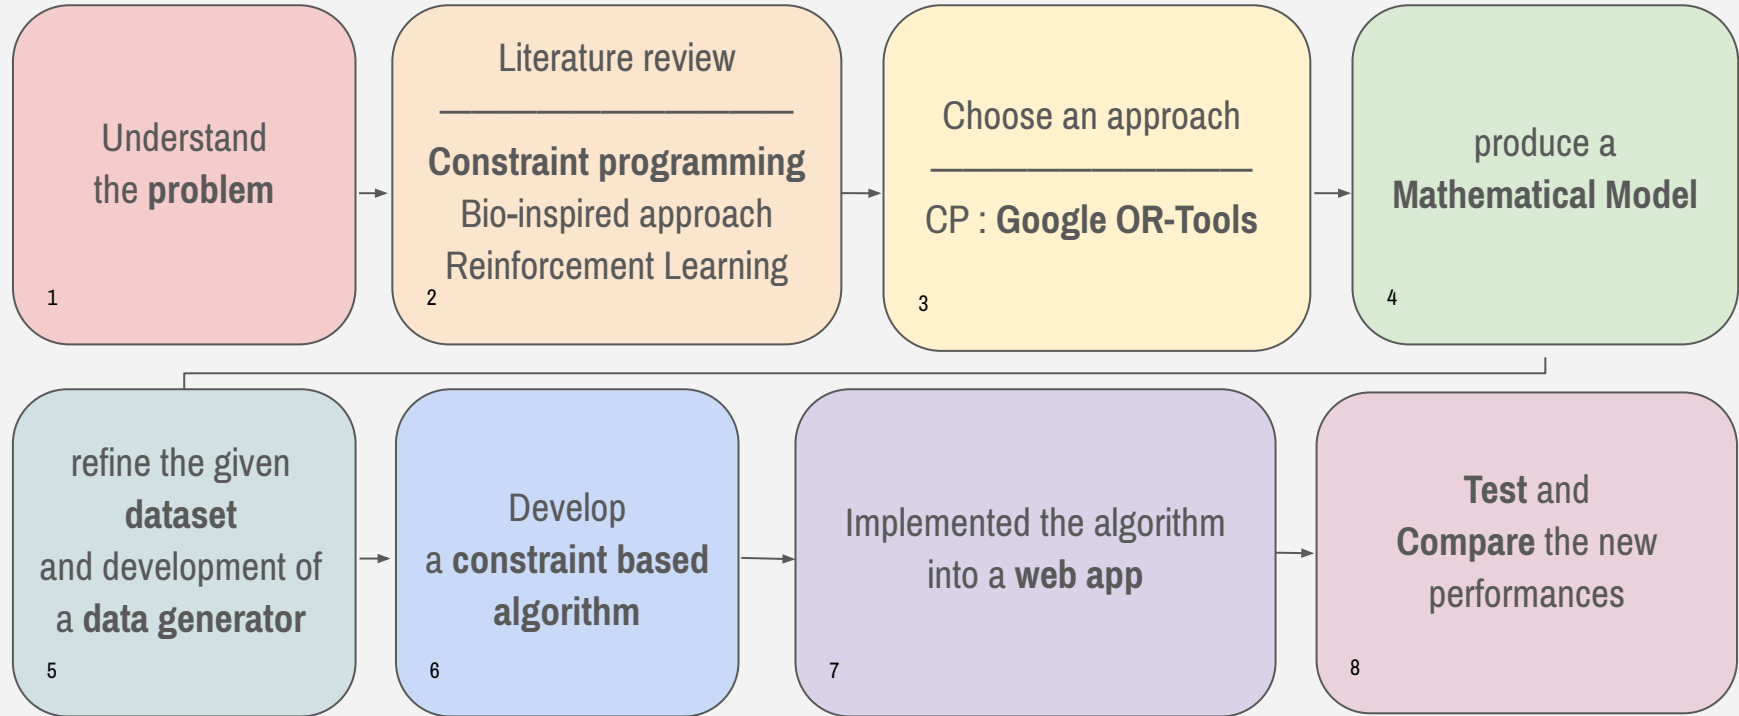 Understand
the problem
1
Literature review
Constraint programming
Bio-inspired approach
Reinforcement Learning
2
Choose an approach
CP : Google OR-Tools
3
produce a
Mathematical Model
4
refine the given
dataset
and development of
a data generator
5
Develop
a constraint based
algorithm
6
Implemented the algorithm
into a web app
7
Test and
Compare the new
performances
8